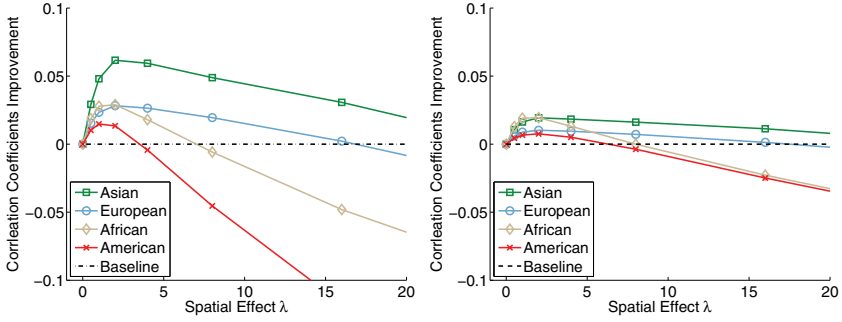 Corrleation Coefficients Improvement
0.1
0.05
0
−0.05
−0.1
Asian
European
African
American
Baseline
0 5 10 15 20
Spatial Effect λ
Corrleation Coefficients Improvement
0.1
0.05
0
−0.05
−0.1
Asian
European
African
American
Baseline
0 5 10 15 20
Spatial Effect λ